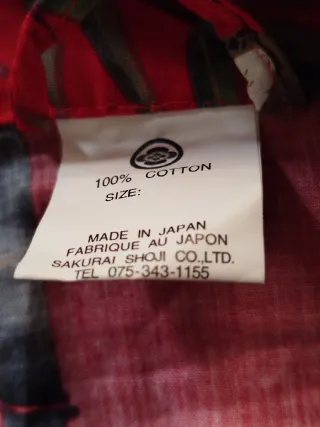 100% COTTON
SIZE:
MADE IN JAPAN
FABRIQUE AU JAPON
SAKURAI SHOJI CO.,LTD.
TEL 075-343-1155